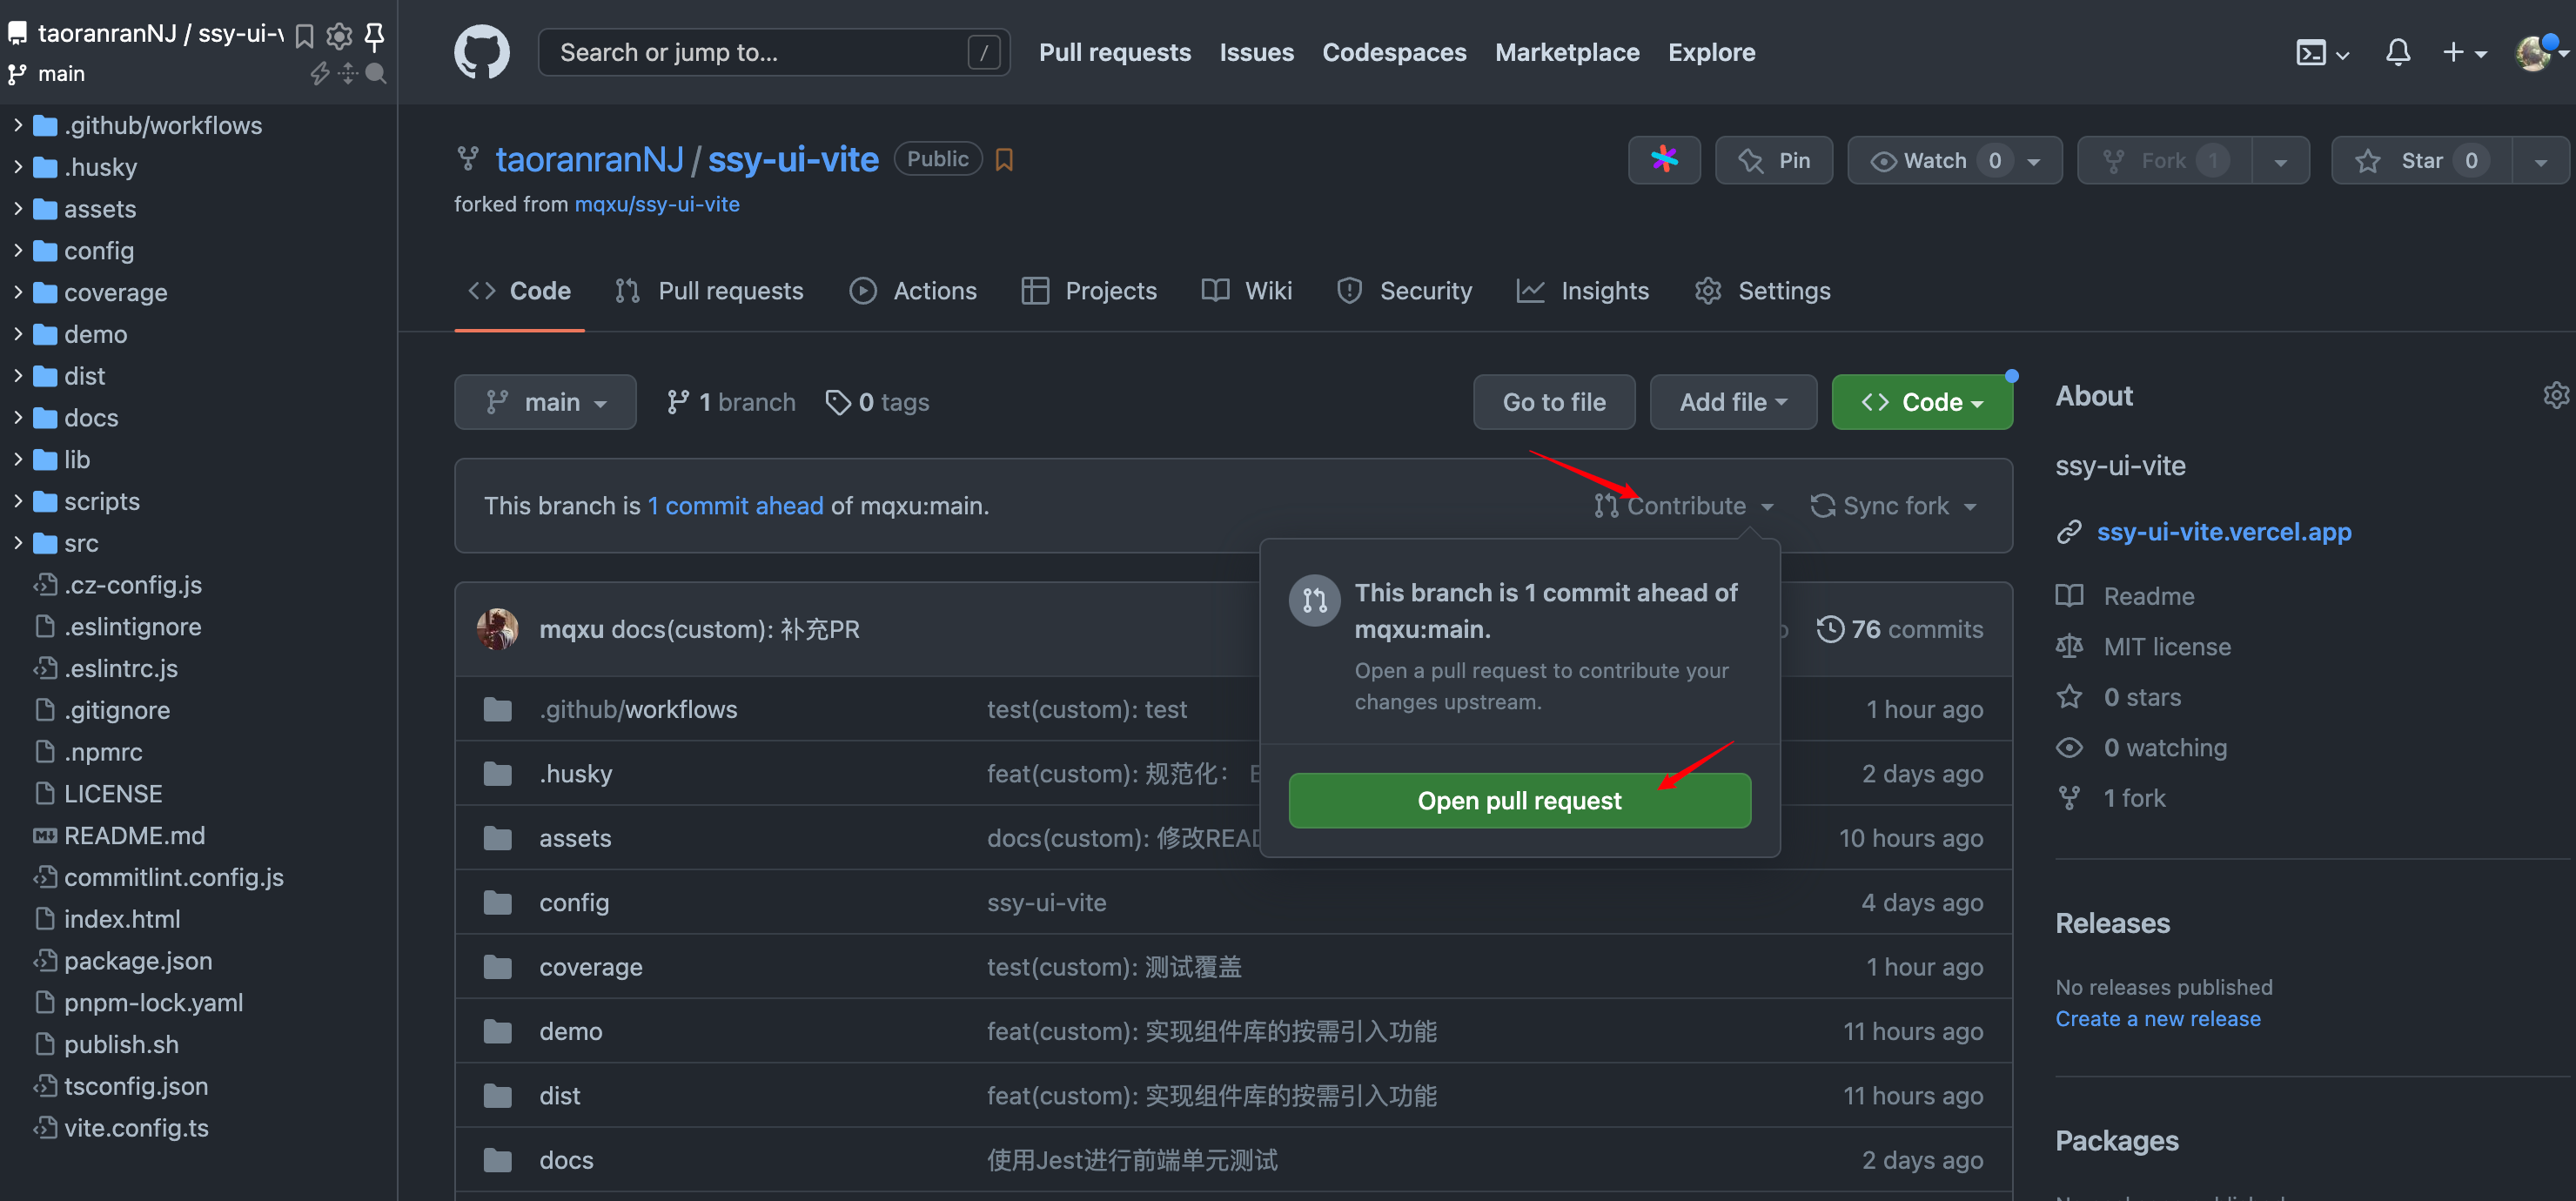 taoranranNJ / ssy-ui-v
main
.github/workflows
.husky
assets
config
coverage
demo
dist
docs
lib
scripts
src
.cz-config.js
.eslintignore
.eslintrc.js
.gitignore
.npmrc
LICENSE
README.md
commitlint.config.js
index.html
package.json
pnpm-lock.yaml
publish.sh
tsconfig.json
vite.config.ts
Search or jump to... /
Pull requests Issues Codespaces Marketplace Explore
taoranranNJ / ssy-ui-vite Public
Pin Watch 0 Fork 1 Star 0
forked from mqxu/ssy-ui-vite
Code Pull requests Actions Projects Wiki Security Insights Settings
main 1 branch 0 tags Go to file Add file Code
This branch is 1 commit ahead of mqxu:main. Contribute Sync fork
This branch is 1 commit ahead of
mqxu:main.
Open a pull request to contribute your
changes upstream.
Open pull request
mqxu docs(custom): 补充PR 76 commits
.github/workflows test(custom): test 1 hour ago
.husky feat(custom): 规范化： 2 days ago
assets docs(custom): 修改READ 10 hours ago
config ssy-ui-vite 4 days ago
coverage test(custom): 测试覆盖 1 hour ago
demo feat(custom): 实现组件库的按需引入功能 11 hours ago
dist feat(custom): 实现组件库的按需引入功能 11 hours ago
docs 使用Jest进行前端单元测试 2 days ago
About
ssy-ui-vite
ssy-ui-vite.vercel.app
Readme
MIT license
0 stars
0 watching
1 fork
Releases
No releases published
Create a new release
Packages